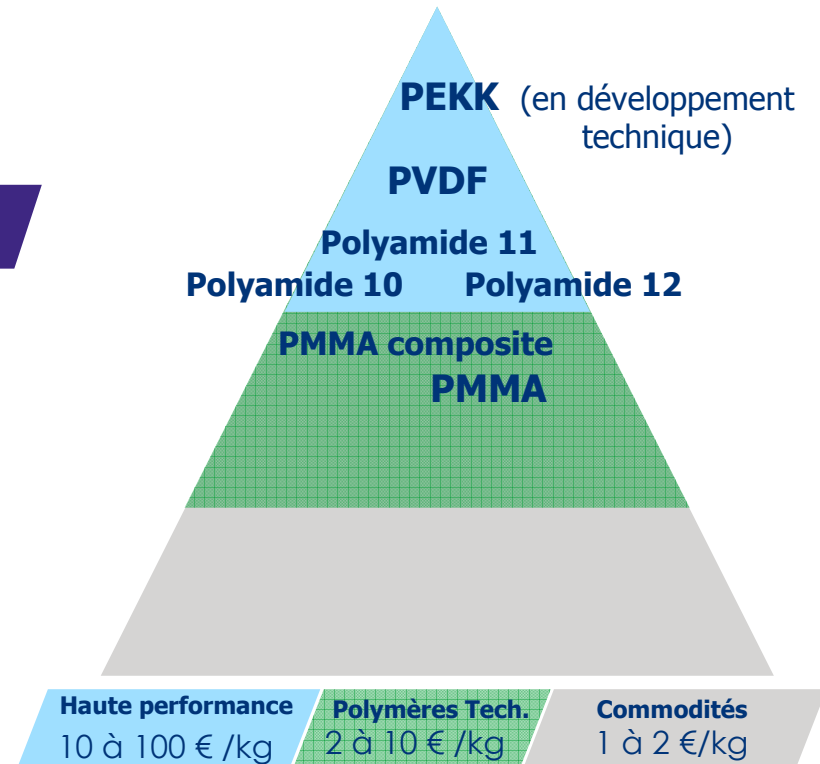 PEKK (en développement
technique)
PVDF
Polyamide 11
Polyamide 10 Polyamide 12
PMMA composite
PMMA
Haute performance
10 à 100 € /kg
Polymères Tech.
2 à 10 € /kg
Commodités
1 à 2 €/kg